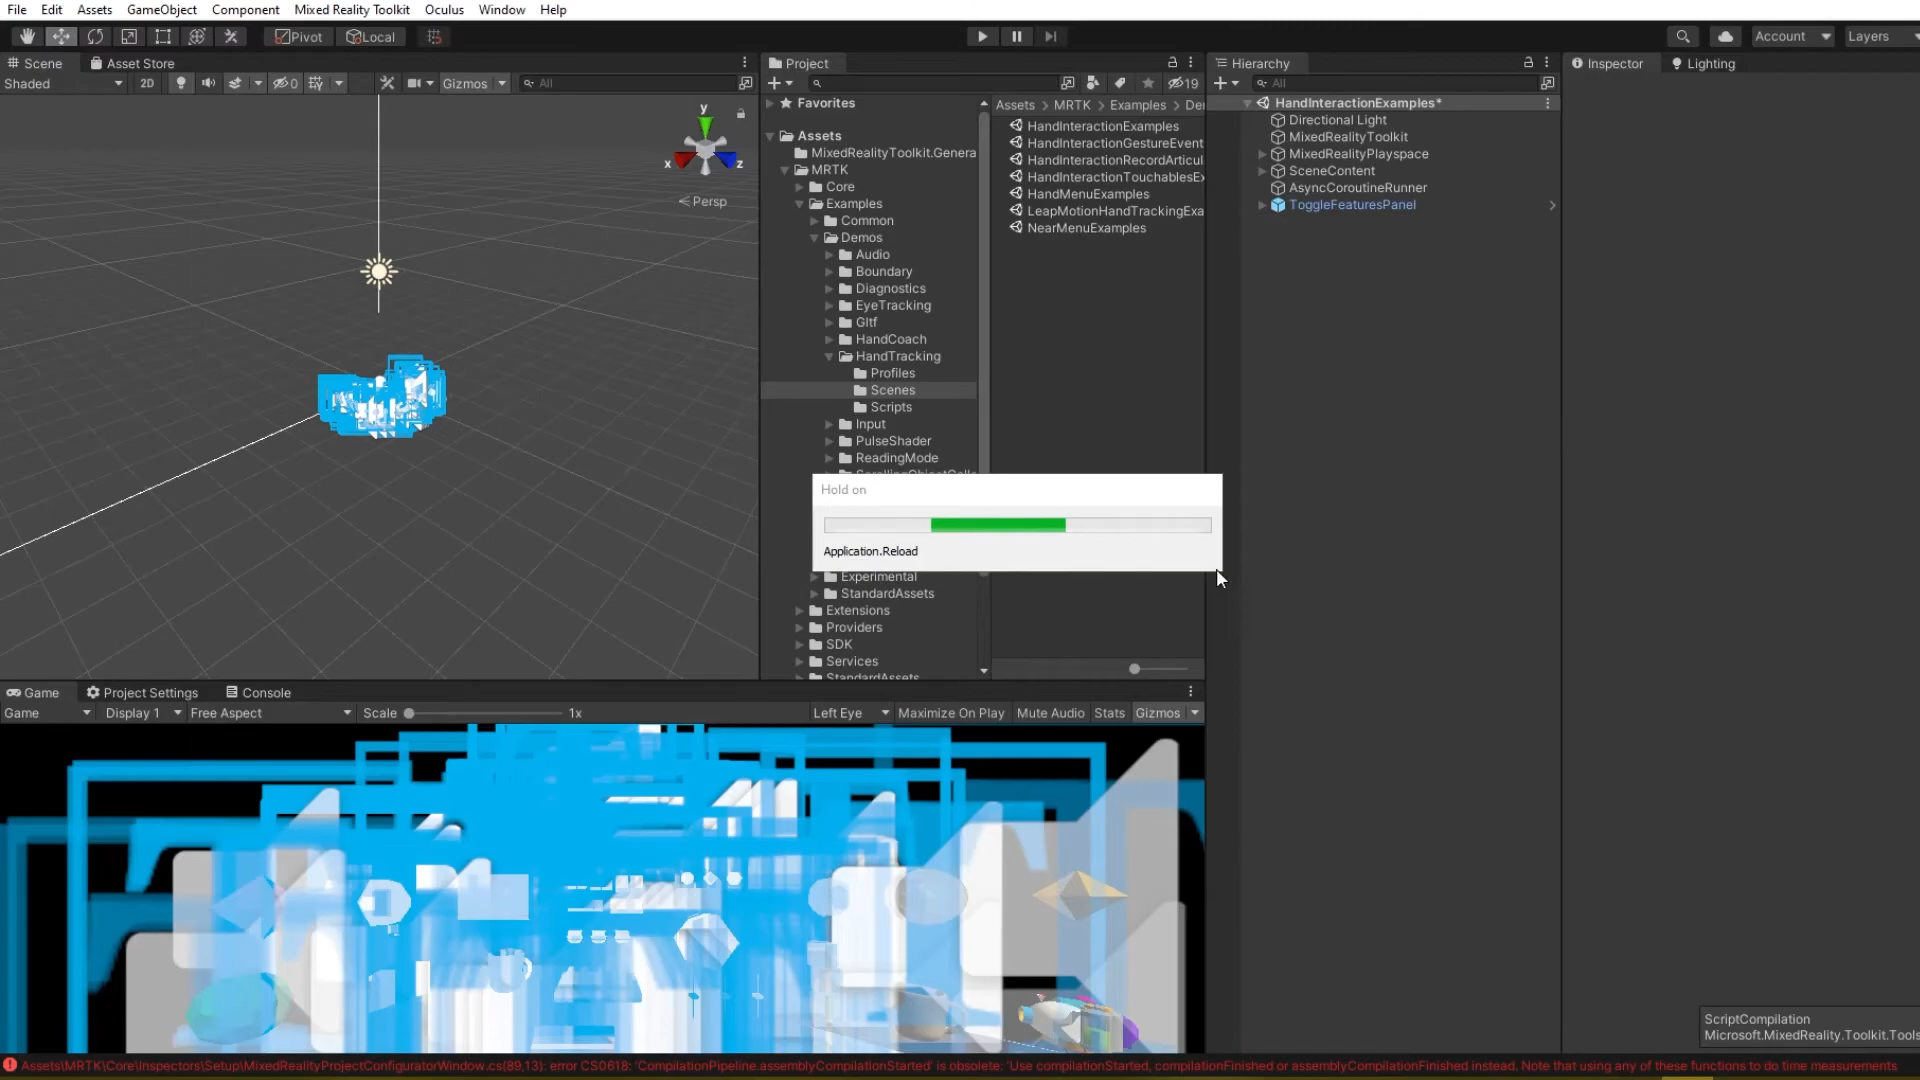 File Edit Assets GameObject Component Mixed Reality Toolkit Oculus Window Help
Pivot Local Account Layers
Scene Asset Store
Shaded 2D 0 Gizmos All
y
x z
Persp
Project
19
Favorites
Assets
MixedRealityToolkit.Genera
MRTK
Core
Examples
Common
Demos
Audio
Boundary
Diagnostics
EyeTracking
Gltf
HandCoach
HandTracking
Profiles
Scenes
Scripts
Input
PulseShader
ReadingMode
Experimental
StandardAssets
Extensions
Providers
SDK
Services
StandardAssets
Assets > MRTK > Examples > Der
HandInteractionExamples
HandInteractionGestureEvent
HandInteractionRecordArticul
HandInteractionTouchablesEx
HandMenuExamples
LeapMotionHandTrackingExa
NearMenuExamples
Hierarchy
All
HandInteractionExamples*
Directional Light
MixedRealityToolkit
MixedRealityPlayspace
SceneContent
AsyncCoroutineRunner
ToggleFeaturesPanel
Inspector Lighting
Hold on
Application.Reload
Game Project Settings Console
Game Display 1 Free Aspect Scale 1x Left Eye Maximize On Play Mute Audio Stats Gizmos
ScriptCompilation
Microsoft.MixedReality.Toolkit.Tools
Assets\MRTK\Core\Inspectors\Setup\MixedRealityProjectConfiguratorWindow.cs(89,13): error CS0618: 'CompilationPipeline.assemblyCompilationStarted' is obsolete: 'Use compilationStarted, compilationFinished or assemblyCompilationFinished instead. Note that using any of these functions to do time measurements